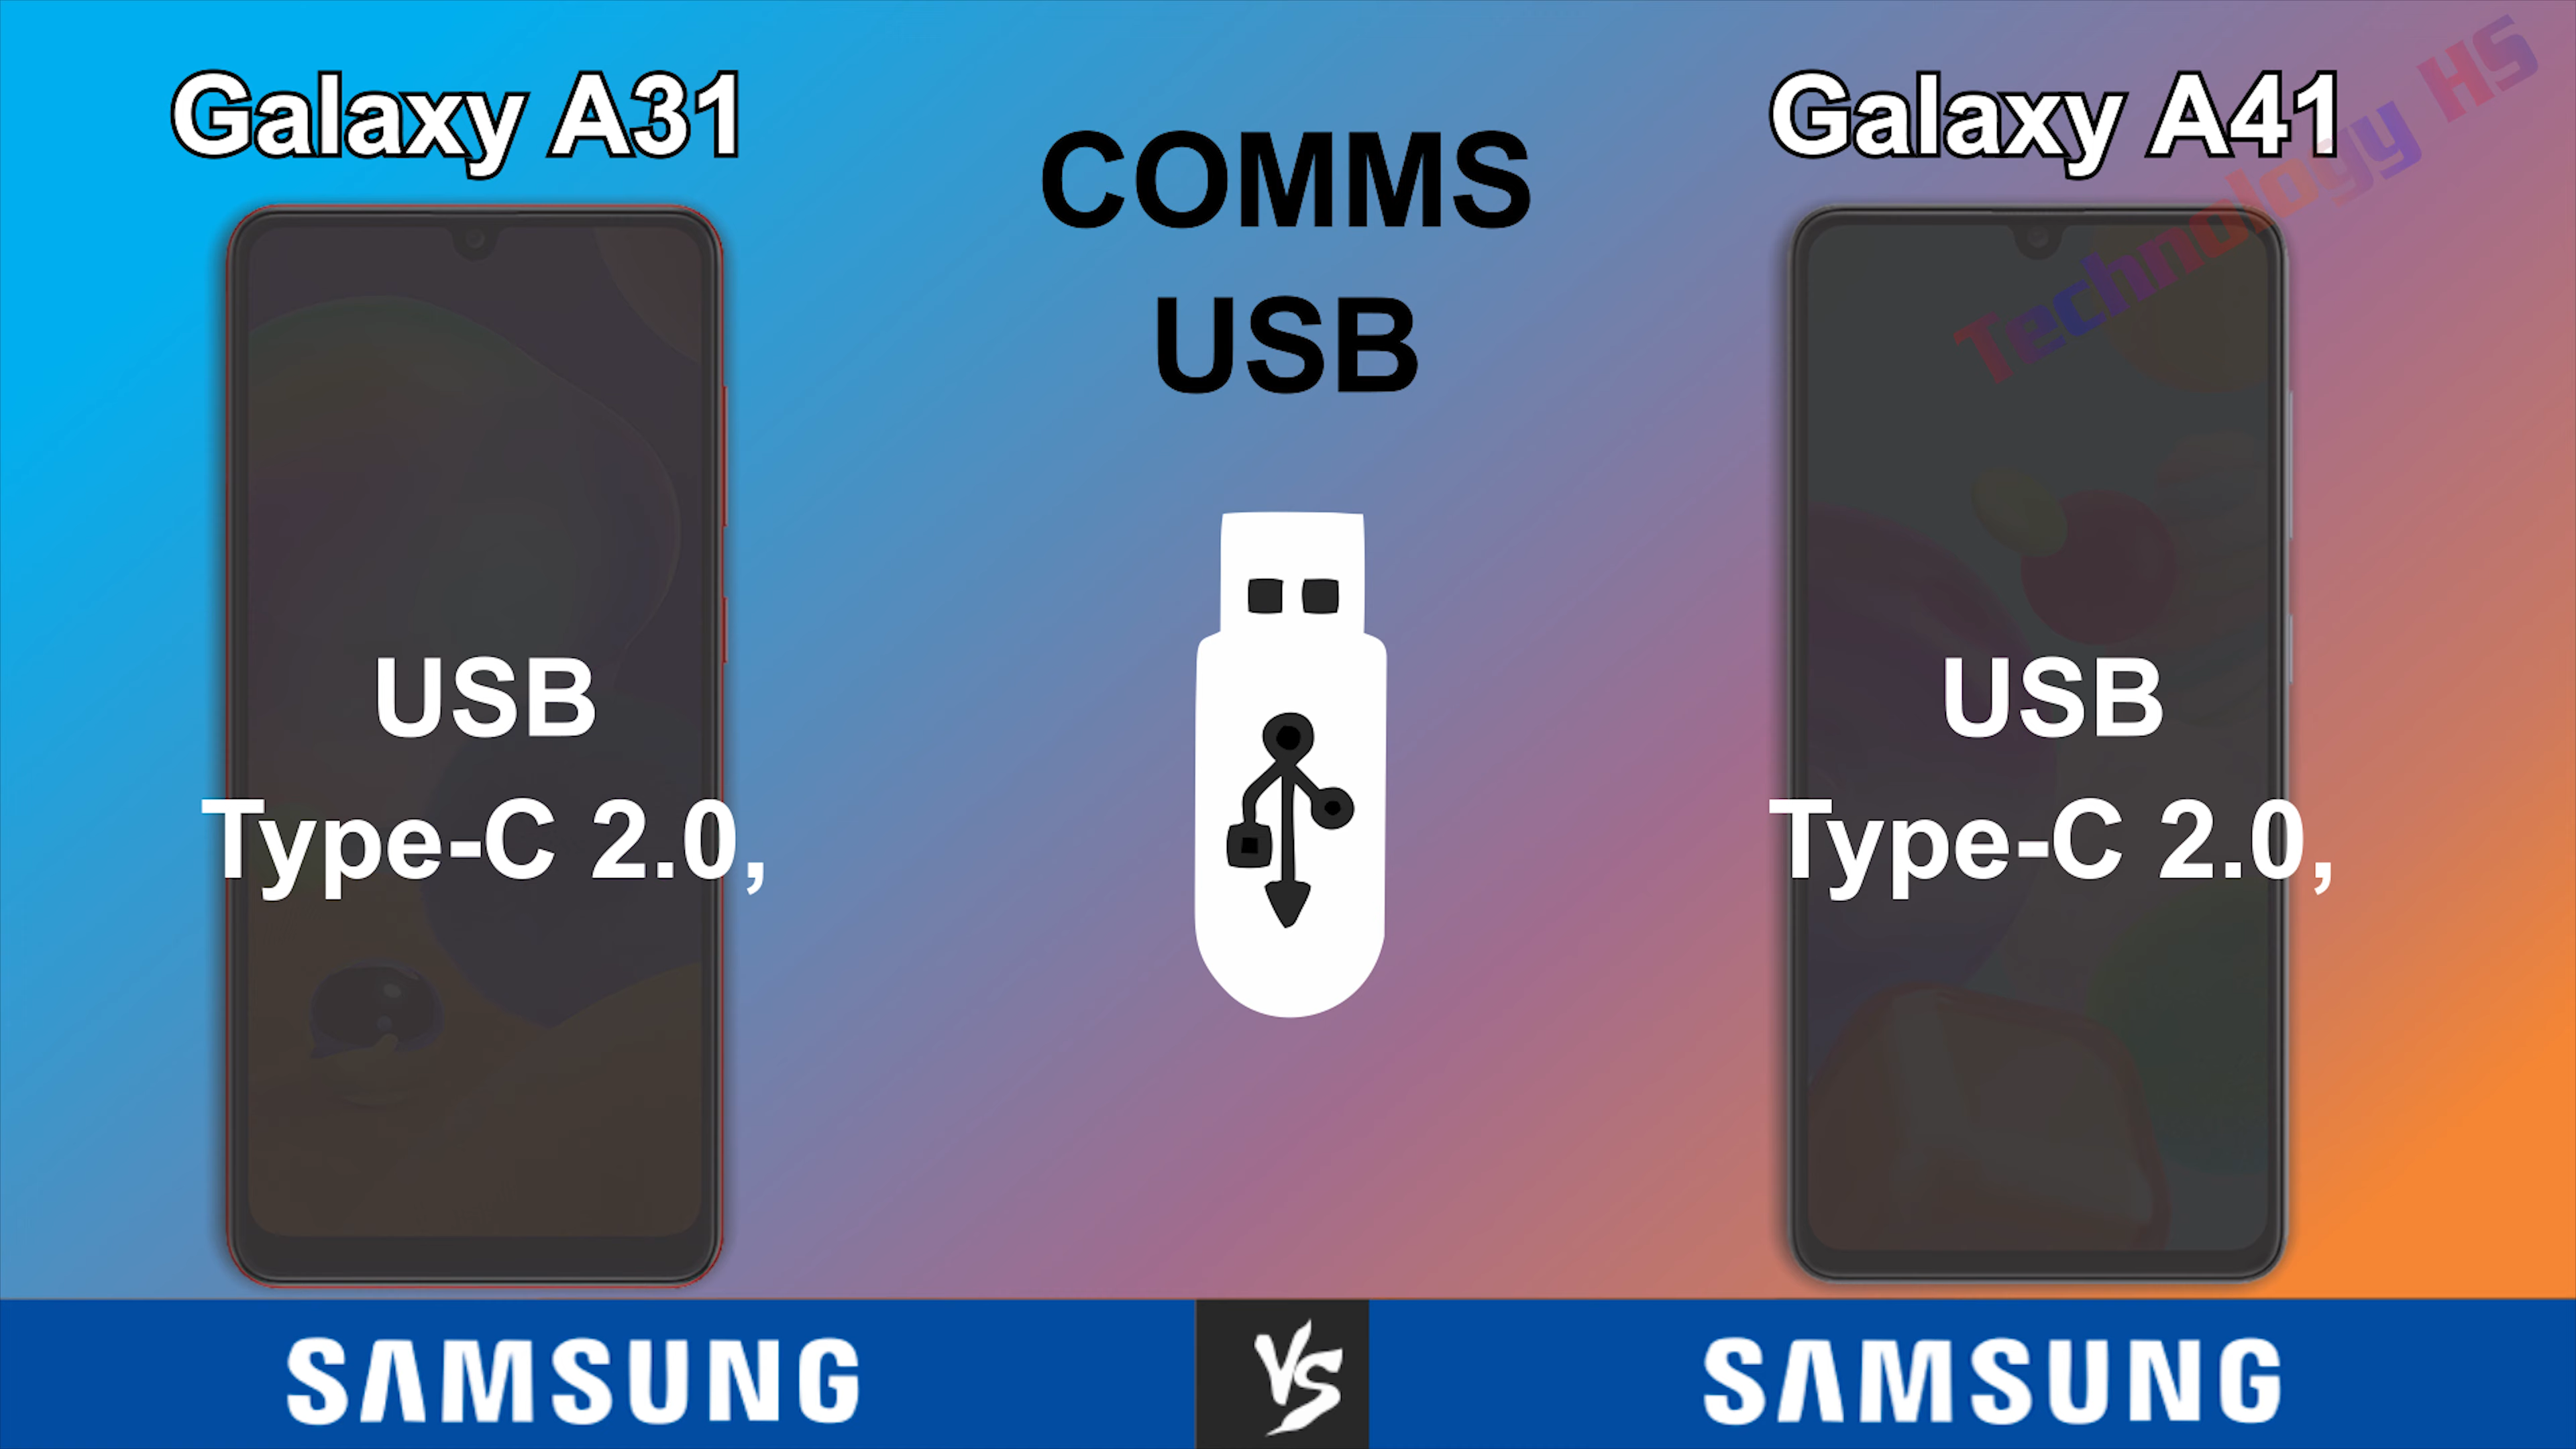 Galaxy A31
COMMS
USB
Galaxy A41
Technology HS
USB
Type-C 2.0,
USB
Type-C 2.0,
SAMSUNG
VS
SAMSUNG